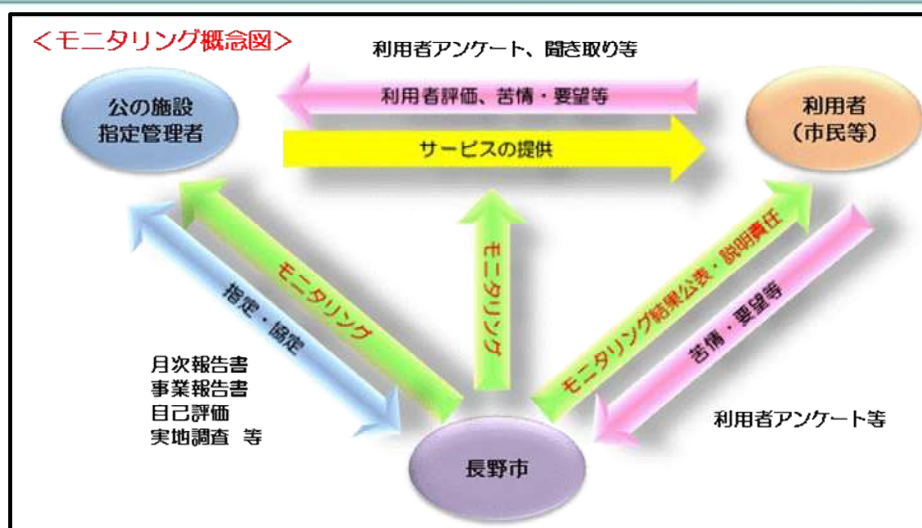 ＜モニタリング概念図＞
利用者アンケート、聞き取り等
公の施設
指定管理者
利用者評価、苦情・要望等
利用者
（市民等）
サービスの提供
モニタリング
指定・協定
モニタリング
モニタリング結果公表・説明責任
苦情・要望等
月次報告書
事業報告書
自己評価
実地調査 等
利用者アンケート等
長野市